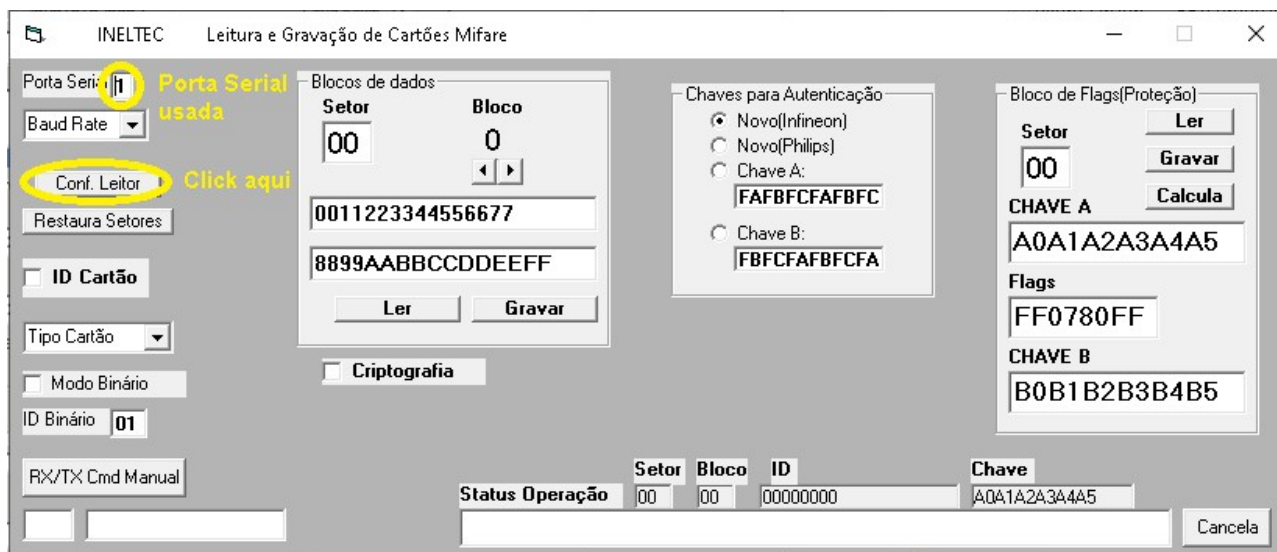 INELTEC Leitura e Gravação de Cartões Mifare
Porta Serial 1
Porta Serial usada
Baud Rate
Conf. Leitor
Click aqui
Restaura Setores
ID Cartão
Tipo Cartão
Modo Binário
ID Binário 01
RX/TX Cmd Manual
Blocos de dados
Setor Bloco
00 0
0011223344556677
8899AABBCCDDEEFF
Ler Gravar
Criptografia
Chaves para Autenticação
Novo(Infineon)
Novo(Philips)
Chave A:
FAFBFCFAFBFC
Chave B:
FBFCFAFBFCFA
Bloco de Flags(Proteção)
Setor
00
Ler
Gravar
Calcula
CHAVE A
A0A1A2A3A4A5
Flags
FF0780FF
CHAVE B
B0B1B2B3B4B5
Setor Bloco ID Chave
Status Operação 00 00 00000000 A0A1A2A3A4A5
Cancela